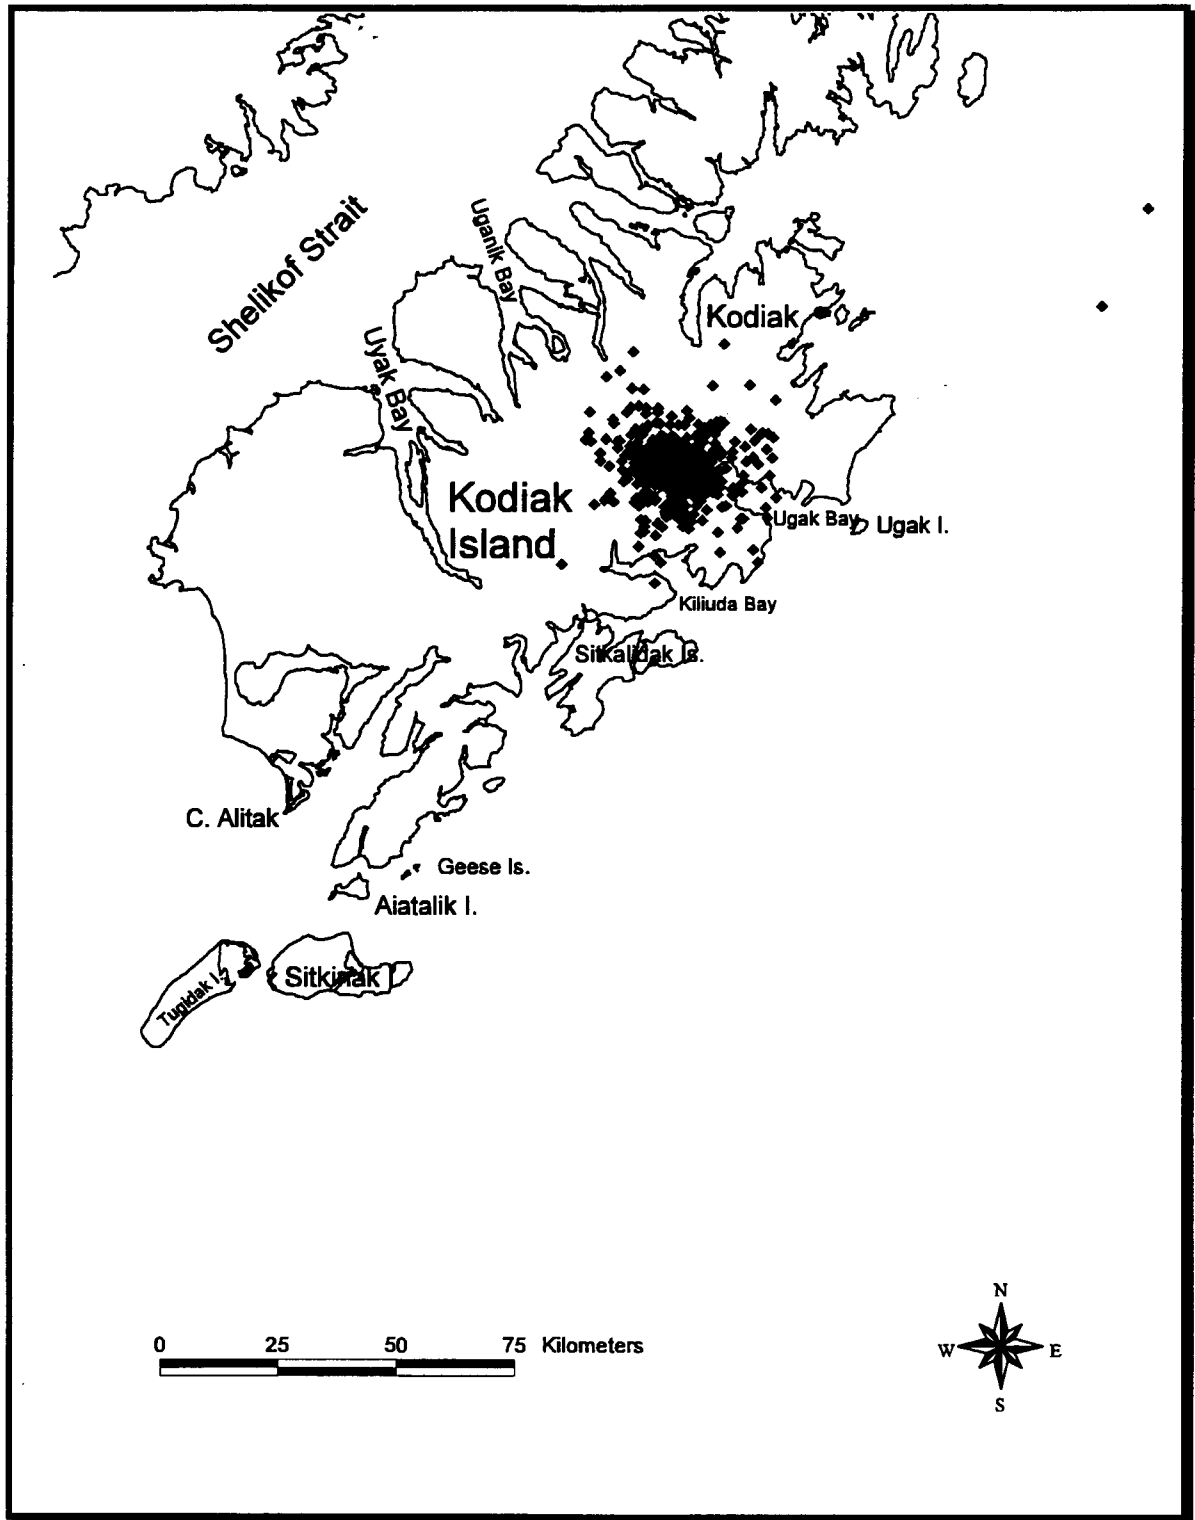 Shelikof Strait
Uganik Bay
Uyak Bay
Kodiak
Kodiak
Island
Ugak Bay
Ugak I.
Kiliuda Bay
Sitkalidak Is.
C. Alitak
Geese Is.
Aiatalik I.
Tugidak I.
Sitkinak I
0 25 50 75 Kilometers
N
W E
S